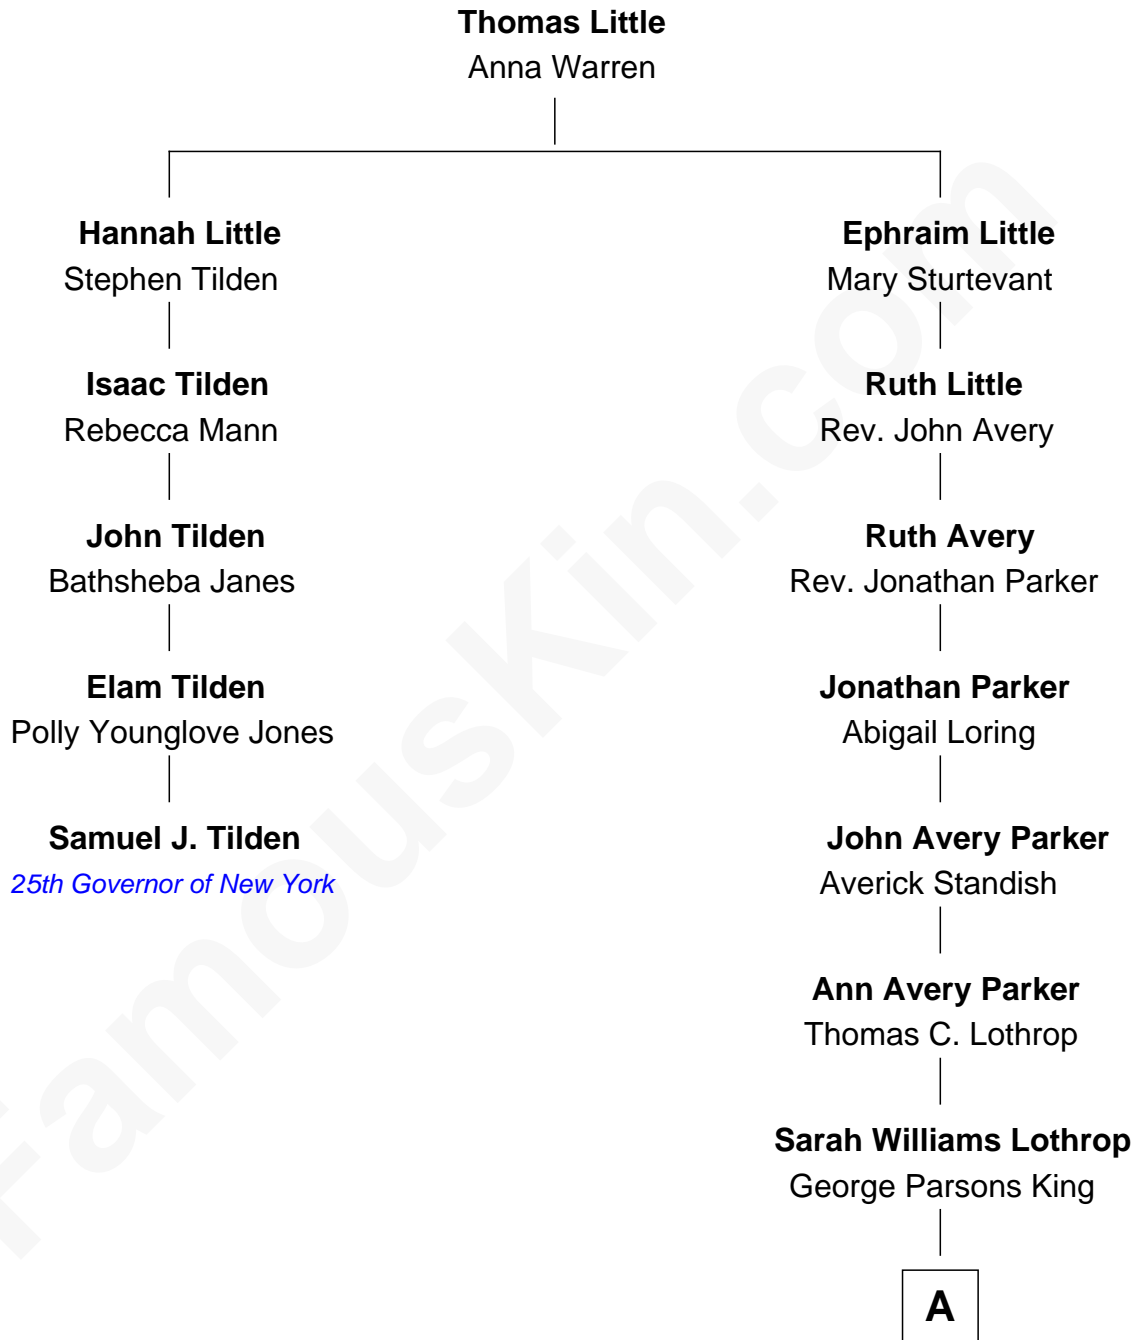 Thomas Little
Anna Warren
Hannah Little
Stephen Tilden
Ephraim Little
Mary Sturtevant
Isaac Tilden
Rebecca Mann
Ruth Little
Rev. John Avery
John Tilden
Bathsheba Janes
Ruth Avery
Rev. Jonathan Parker
Elam Tilden
Polly Younglove Jones
Jonathan Parker
Abigail Loring
Samuel J. Tilden
25th Governor of New York
John Avery Parker
Averick Standish
Ann Avery Parker
Thomas C. Lothrop
Sarah Williams Lothrop
George Parsons King
A
FamousKin.com